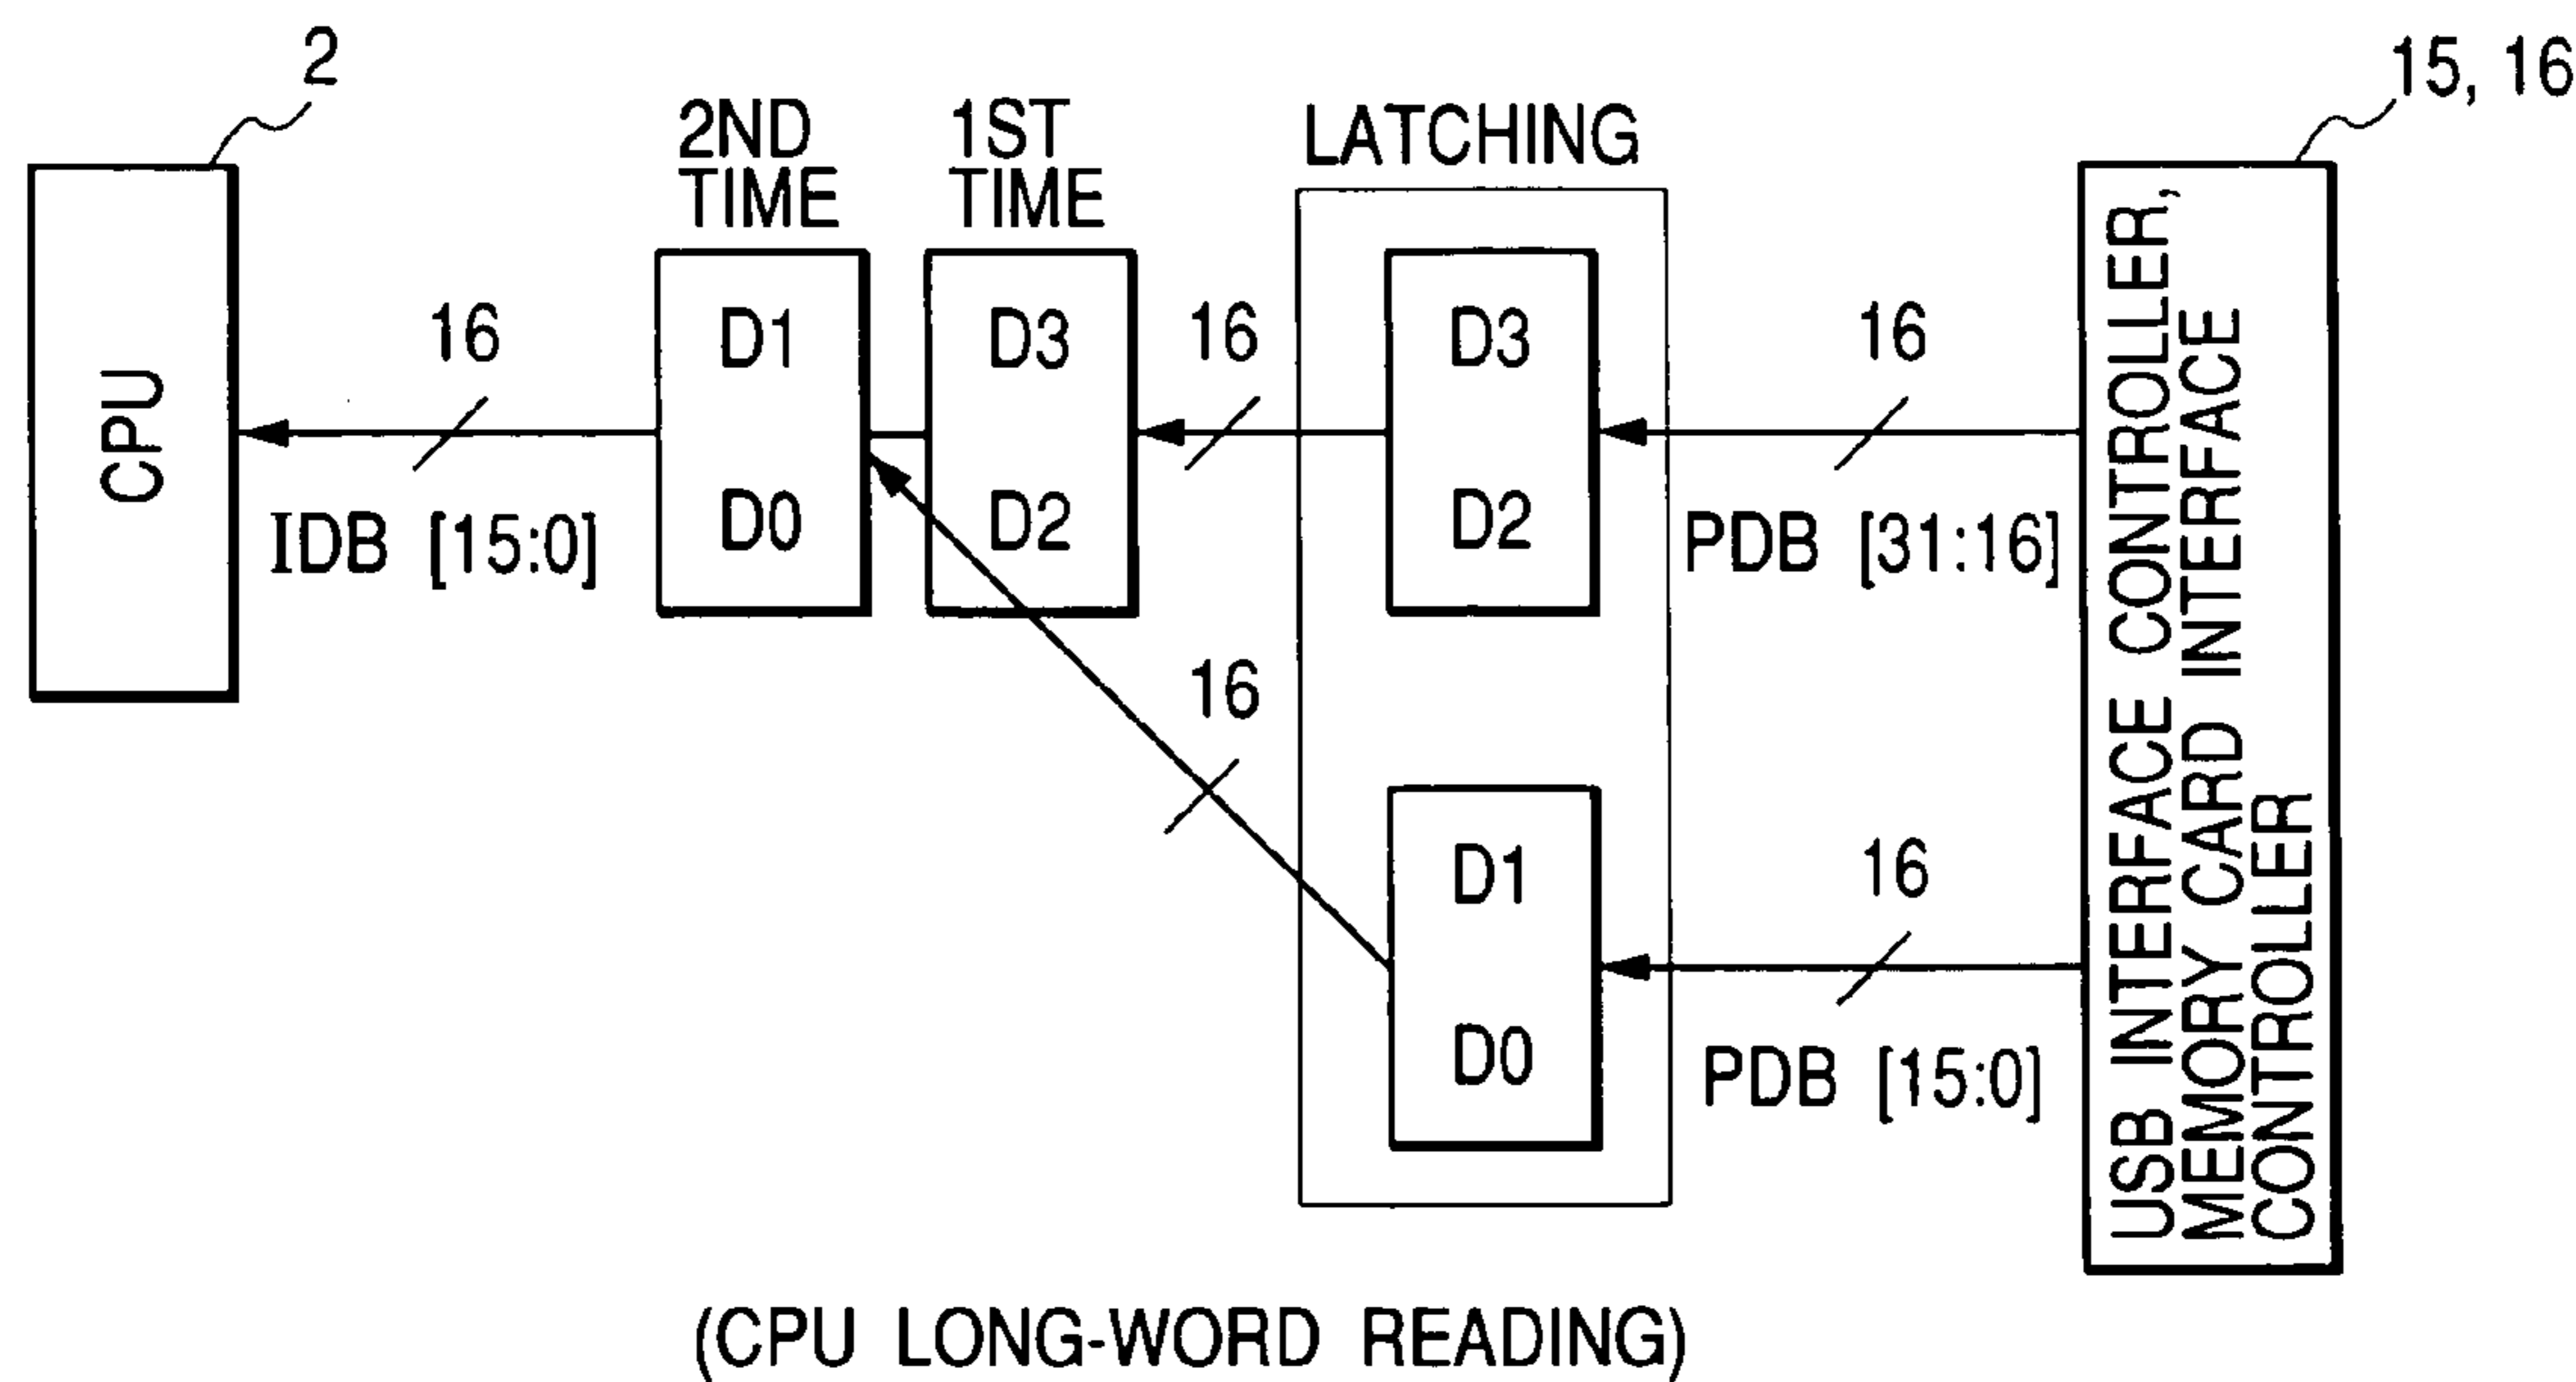 2
15, 16
2ND
TIME
1ST
TIME
LATCHING
CPU
16
IDB [15:0]
D1
D0
D3
D2
16
D3
D2
16
PDB [31:16]
16
D1
D0
16
PDB [15:0]
USB INTERFACE CONTROLLER,
MEMORY CARD INTERFACE
CONTROLLER
(CPU LONG-WORD READING)